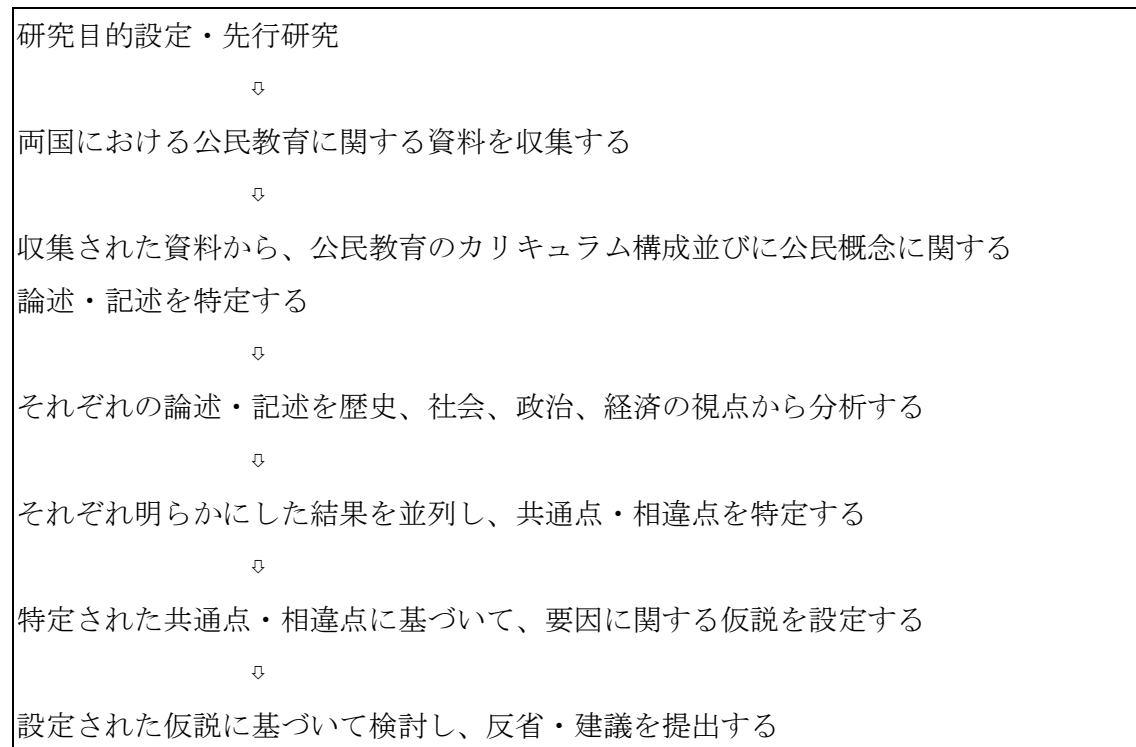 研究目的設定・先行研究
⇩
両国における公民教育に関する資料を収集する
⇩
収集された資料から、公民教育のカリキュラム構成並びに公民概念に関する
論述・記述を特定する
⇩
それぞれの論述・記述を歴史、社会、政治、経済の視点から分析する
⇩
それぞれ明らかにした結果を並列し、共通点・相違点を特定する
⇩
特定された共通点・相違点に基づいて、要因に関する仮説を設定する
⇩
設定された仮説に基づいて検討し、反省・建議を提出する